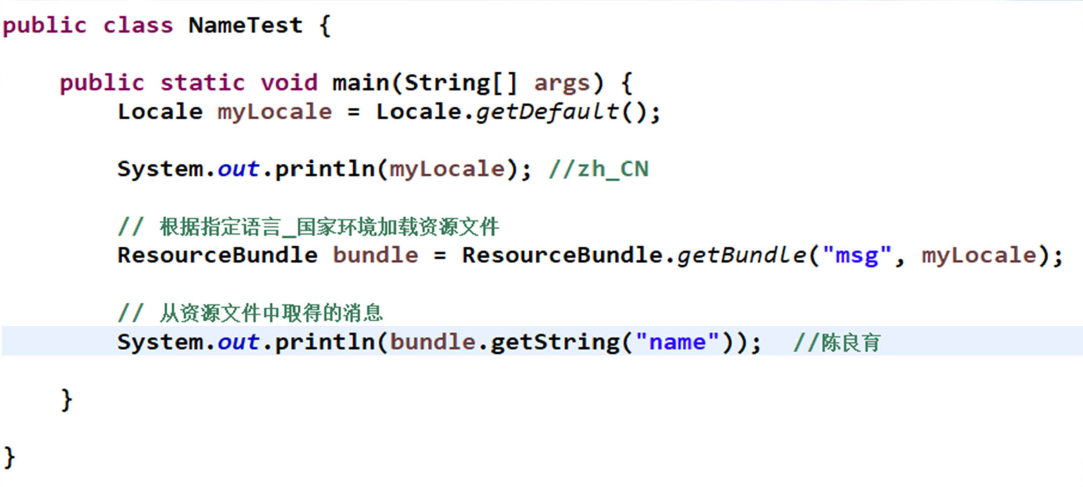 public class NameTest {
public static void main(String[] args) {
Locale myLocale = Locale.getDefault();
System.out.println(myLocale); //zh_CN
// 根据指定语言_国家环境加载资源文件
ResourceBundle bundle = ResourceBundle.getBundle("msg", myLocale);
// 从资源文件中取得的消息
System.out.println(bundle.getString("name")); //陈良育
}
}